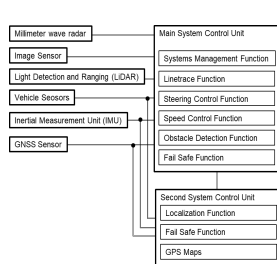 Millimeter wave radar
Image Sensor
Light Detection and Ranging (LiDAR)
Vehicle Seosors
Inertial Measurement Unit (IMU)
GNSS Sensor
Main System Control Unit
Systems Management Function
Linetrace Function
Steering Control Function
Speed Control Function
Obstacle Detection Function
Fail Safe Function
Second System Control Unit
Localization Function
Fail Safe Function
GPS Maps